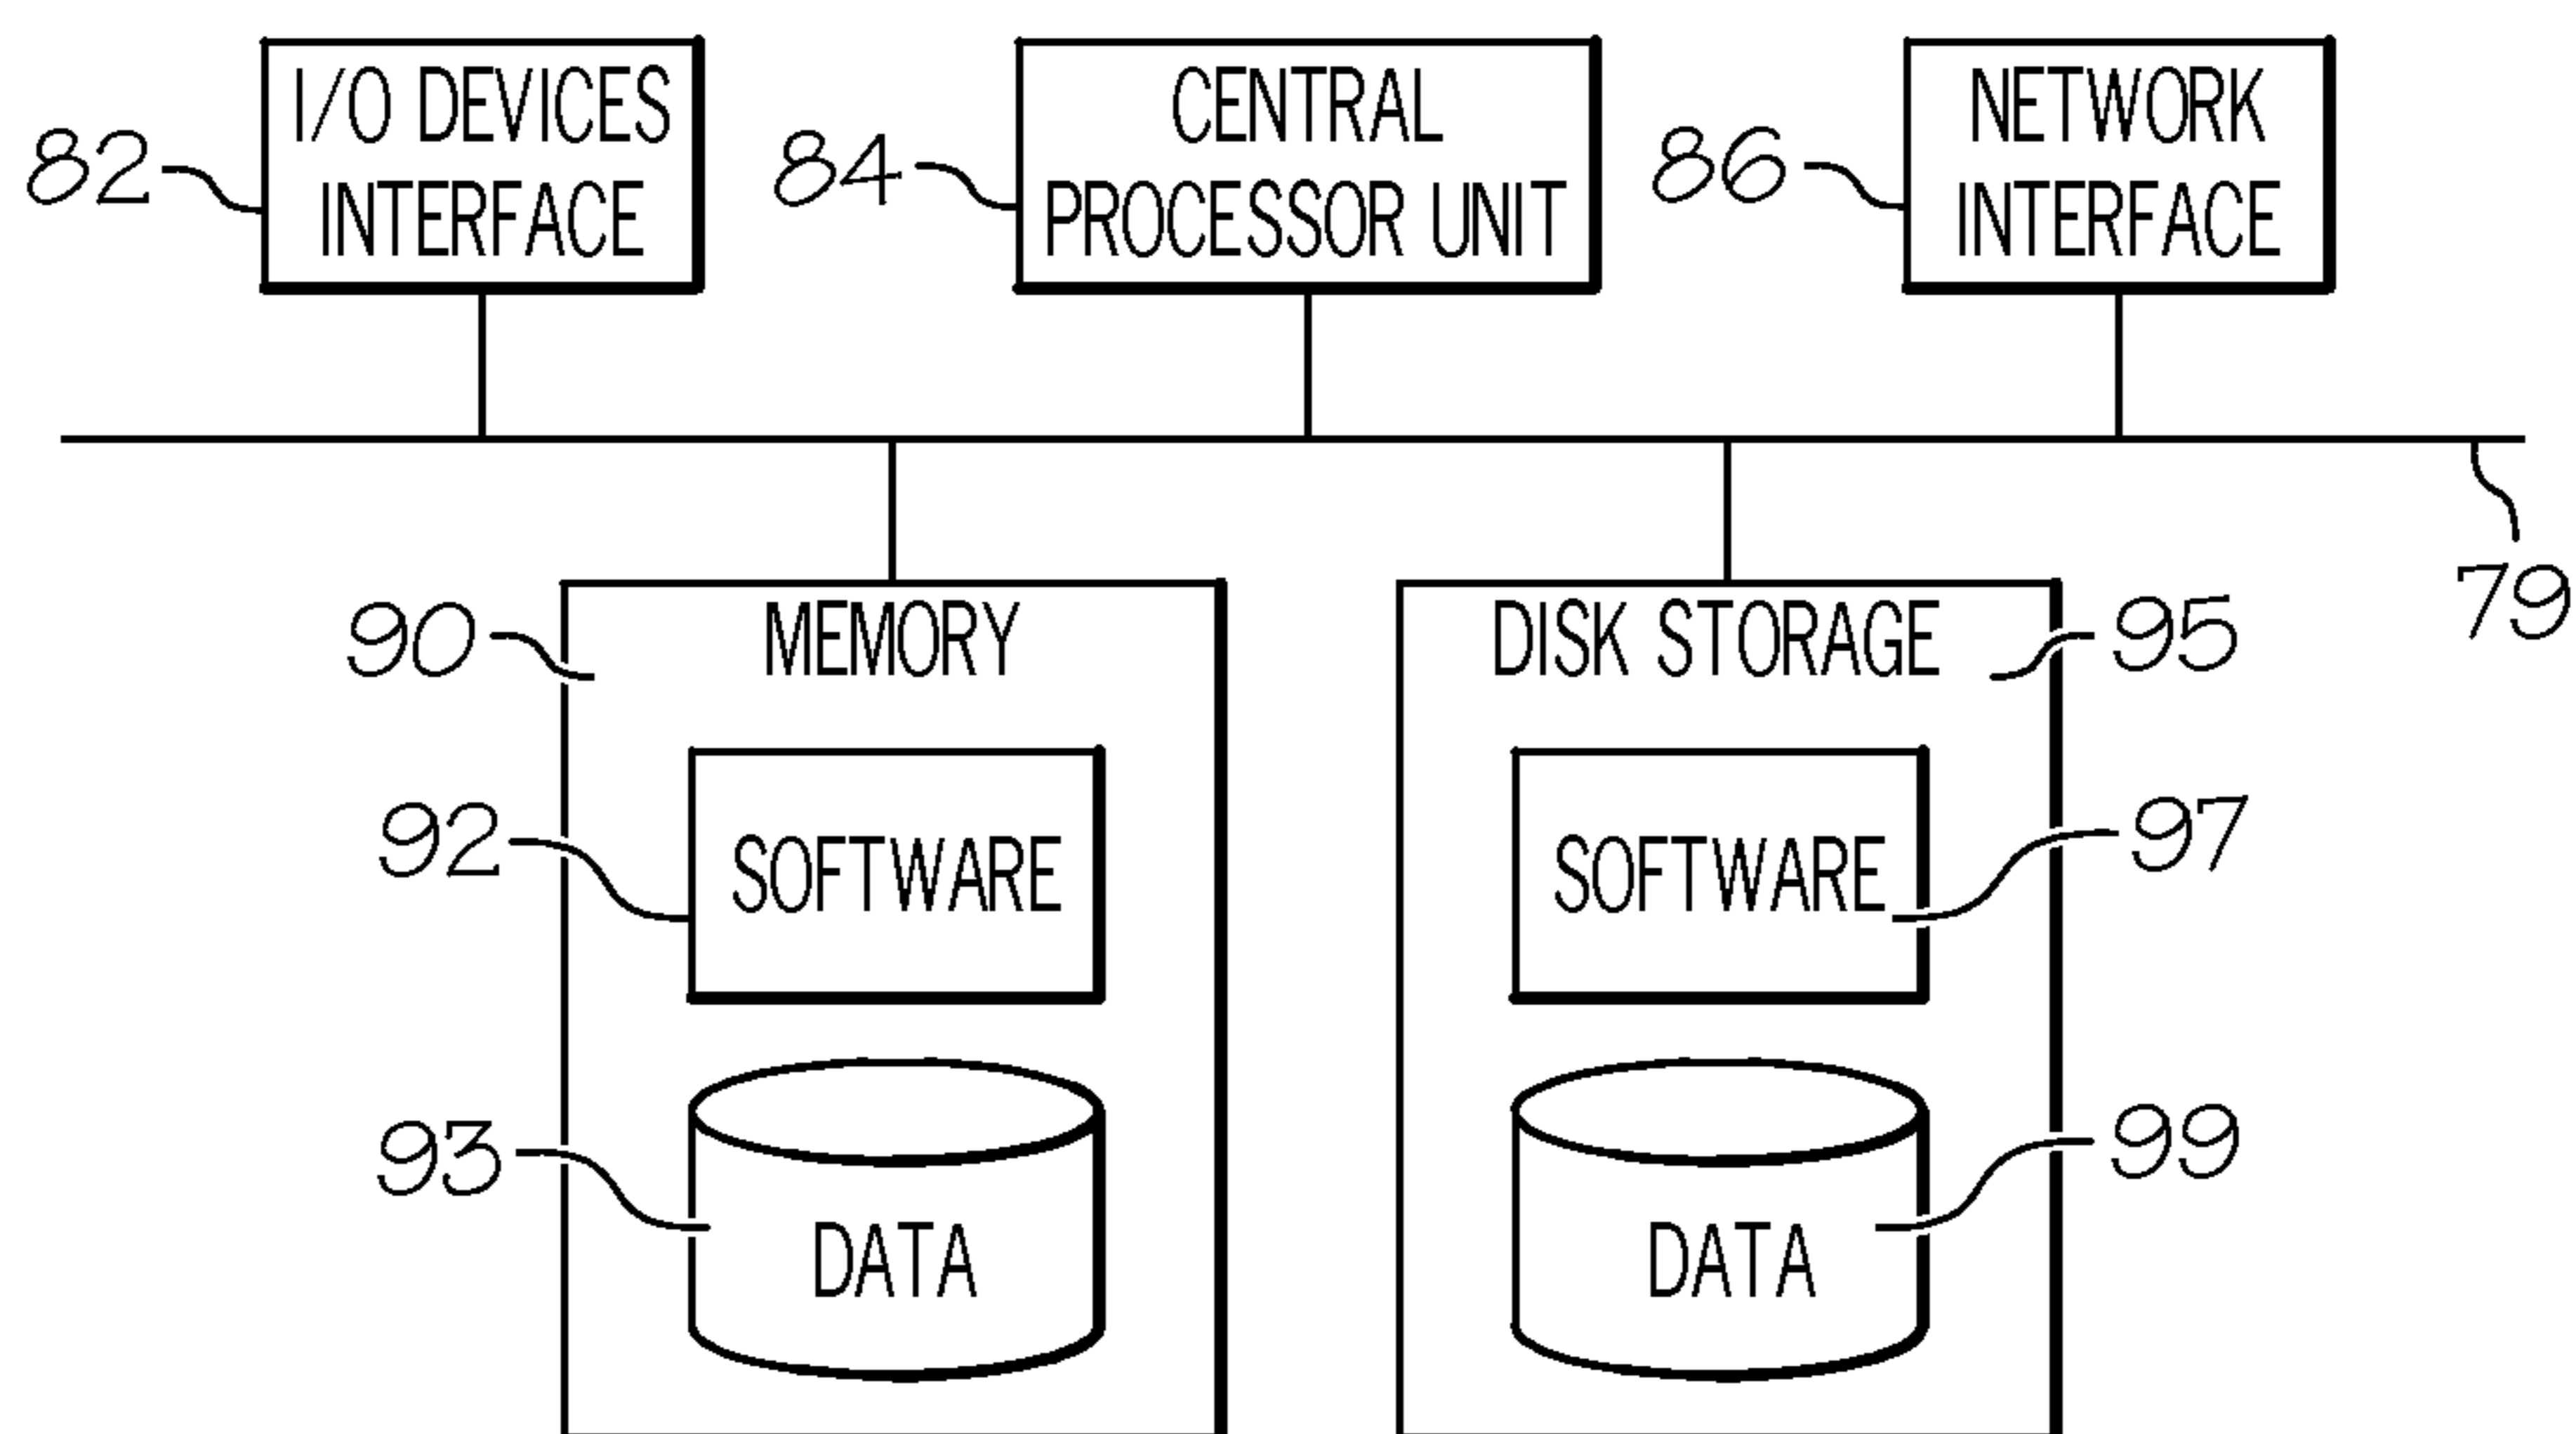 82
I/O DEVICES
INTERFACE
84
CENTRAL
PROCESSOR UNIT
86
NETWORK
INTERFACE
79
90
MEMORY
92
SOFTWARE
93
DATA
DISK STORAGE
95
SOFTWARE
97
DATA
99